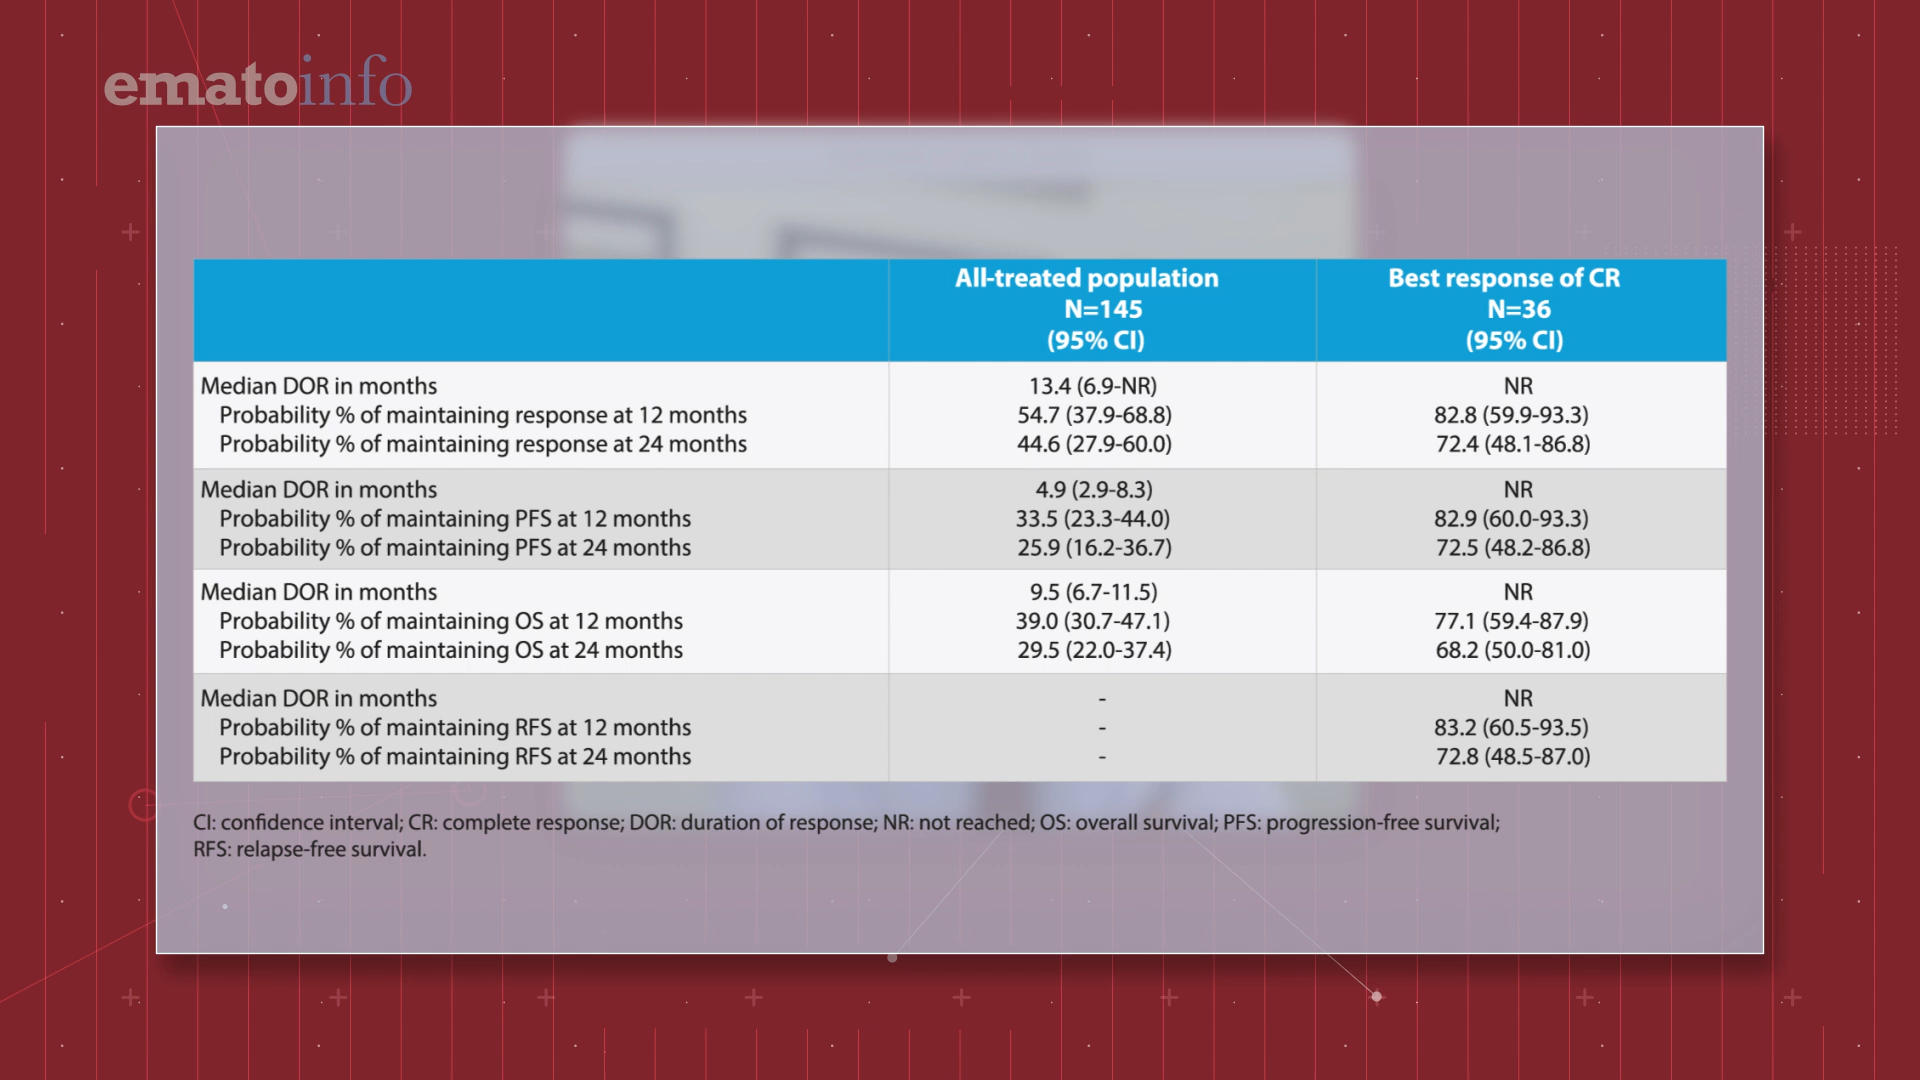 ematoinfo
All-treated population Best response of CR
N=145 N=36
(95% CI) (95% CI)
Median DOR in months 13.4 (6.9-NR) NR
Probability % of maintaining response at 12 months 54.7 (37.9-68.8) 82.8 (59.9-93.3)
Probability % of maintaining response at 24 months 44.6 (27.9-60.0) 72.4 (48.1-86.8)
Median DOR in months 4.9 (2.9-8.3) NR
Probability % of maintaining PFS at 12 months 33.5 (23.3-44.0) 82.9 (60.0-93.3)
Probability % of maintaining PFS at 24 months 25.9 (16.2-36.7) 72.5 (48.2-86.8)
Median DOR in months 9.5 (6.7-11.5) NR
Probability % of maintaining OS at 12 months 39.0 (30.7-47.1) 77.1 (59.4-87.9)
Probability % of maintaining OS at 24 months 29.5 (22.0-37.4) 68.2 (50.0-81.0)
Median DOR in months - NR
Probability % of maintaining RFS at 12 months - 83.2 (60.5-93.5)
Probability % of maintaining RFS at 24 months - 72.8 (48.5-87.0)
CI: confidence interval; CR: complete response; DOR: duration of response; NR: not reached; OS: overall survival; PFS: progression-free survival;
RFS: relapse-free survival.